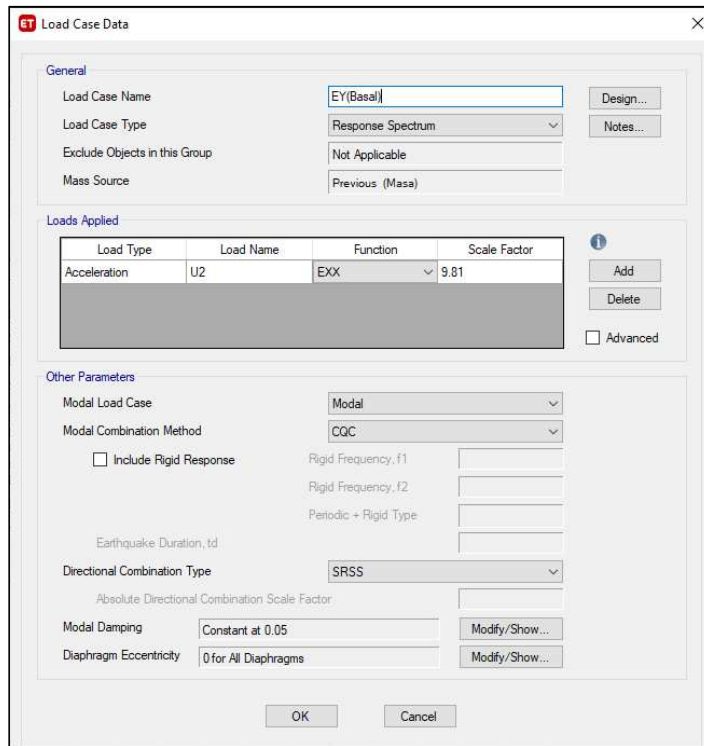 ET Load Case Data
General
Load Case Name EY(Basal) Design...
Load Case Type Response Spectrum Notes...
Exclude Objects in this Group Not Applicable
Mass Source Previous (Masa)
Loads Applied
Load Type Load Name Function Scale Factor
Acceleration U2 EXX 9.81 Add
Delete
Advanced
Other Parameters
Modal Load Case Modal
Modal Combination Method CQC
Include Rigid Response Rigid Frequency, f1
Rigid Frequency, f2
Periodic + Rigid Type
Earthquake Duration, td
Directional Combination Type SRSS
Absolute Directional Combination Scale Factor
Modal Damping Constant at 0.05 Modify/Show...
Diaphragm Eccentricity 0 for All Diaphragms Modify/Show...
OK Cancel